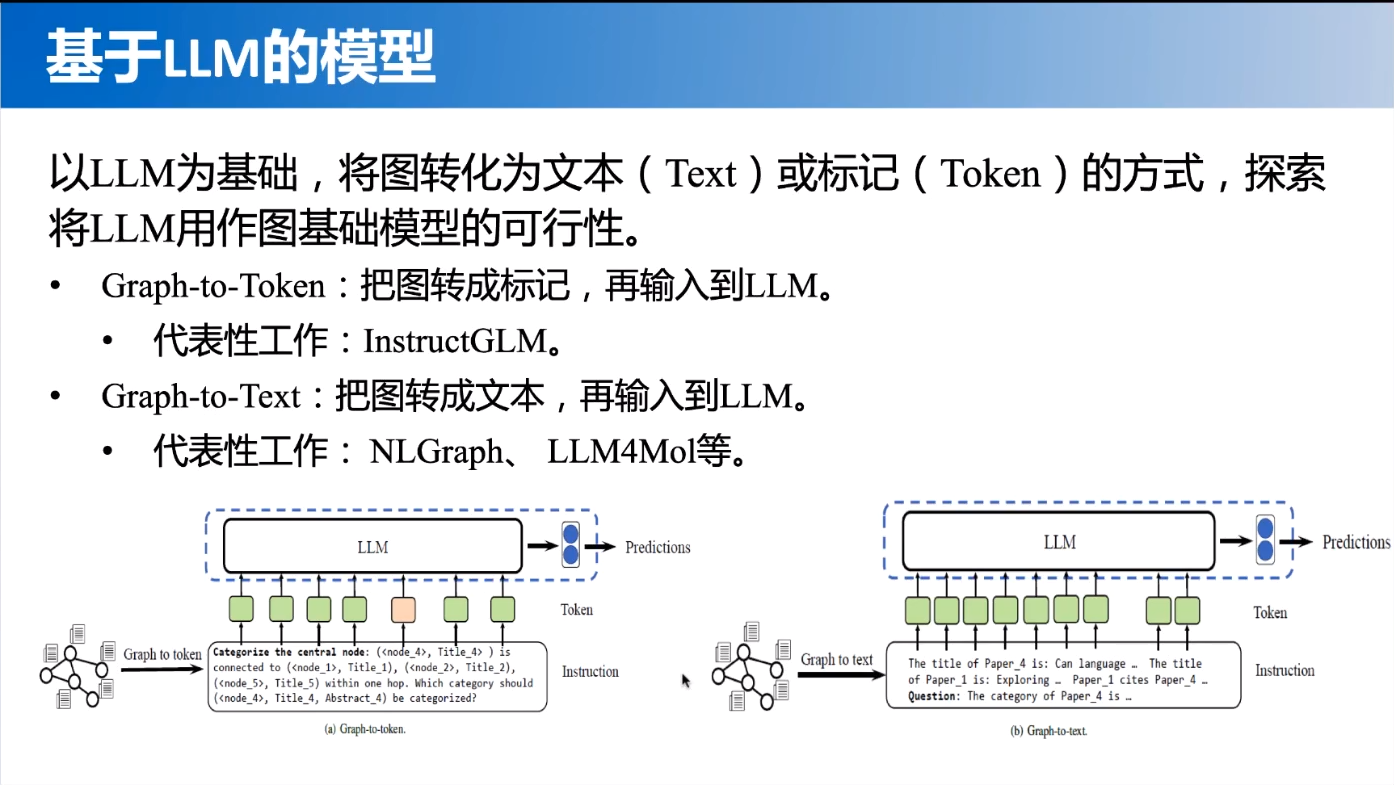 基于LLM的模型
以LLM为基础，将图转化为文本（Text）或标记（Token）的方式，探索
将LLM用作图基础模型的可行性。
• Graph-to-Token：把图转成标记，再输入到LLM。
• 代表性工作：InstructGLM。
• Graph-to-Text：把图转成文本，再输入到LLM。
• 代表性工作： NLGraph、 LLM4Mol等。
LLM
Predictions
Token
Graph to token
Categorize the central node: (<node_4>, Title_4> ) is
connected to (<node_1>, Title_1), (<node_2>, Title_2),
(<node_5>, Title_5) within one hop. Which category should
(<node_4>, Title_4, Abstract_4) be categorized?
Instruction
(a) Graph-to-token.
LLM
Predictions
Token
Graph to text
The title of Paper_4 is: Can language … The title
of Paper_1 is: Exploring … Paper_1 cites Paper_4 …
Question: The category of Paper_4 is …
Instruction
(b) Graph-to-text.